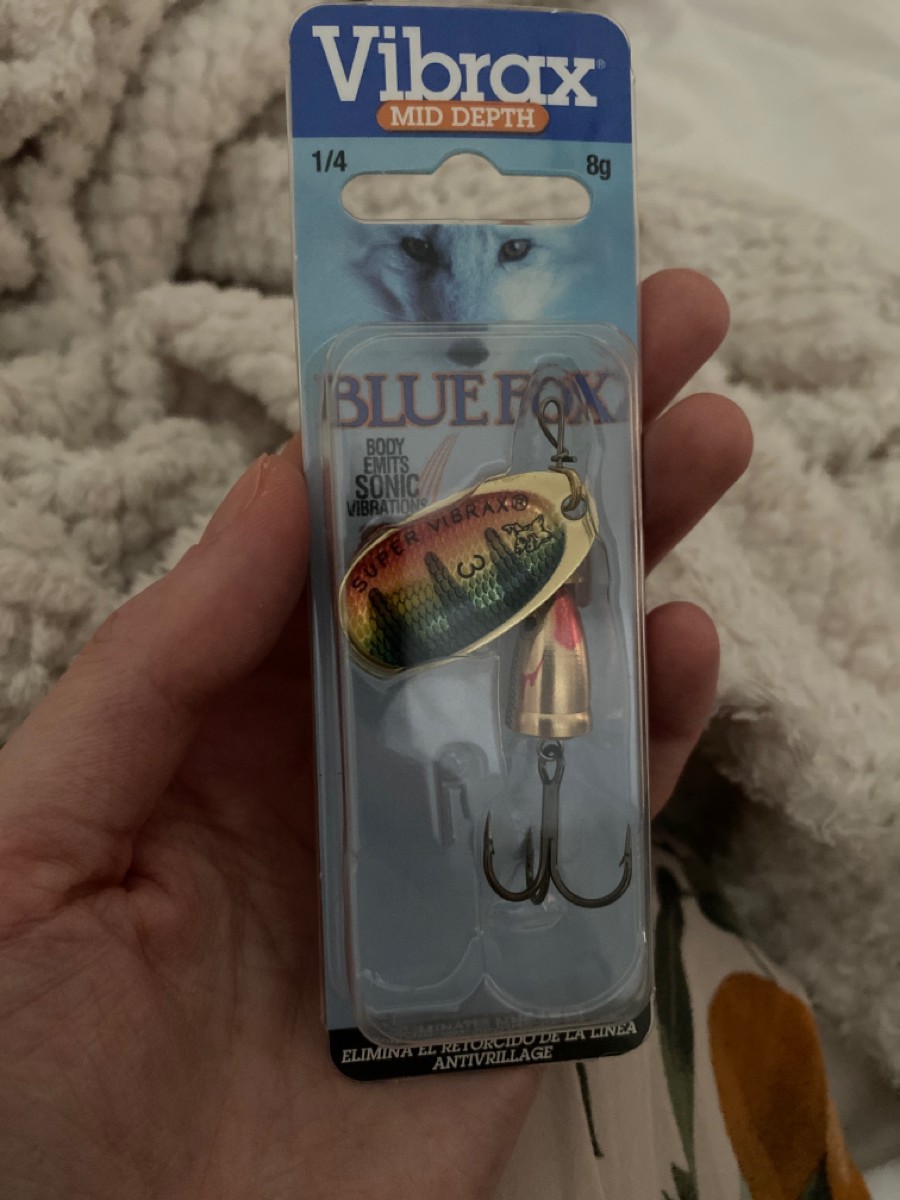 Vibrax®
MID DEPTH
1/4 8g
BLUE FOX
BODY
EMITS
SONIC
VIBRATIONS
SUPER VIBRAX®
3
ELIMINA EL RETORCIDO DE LA LINEA
ANTIVRILLAGE